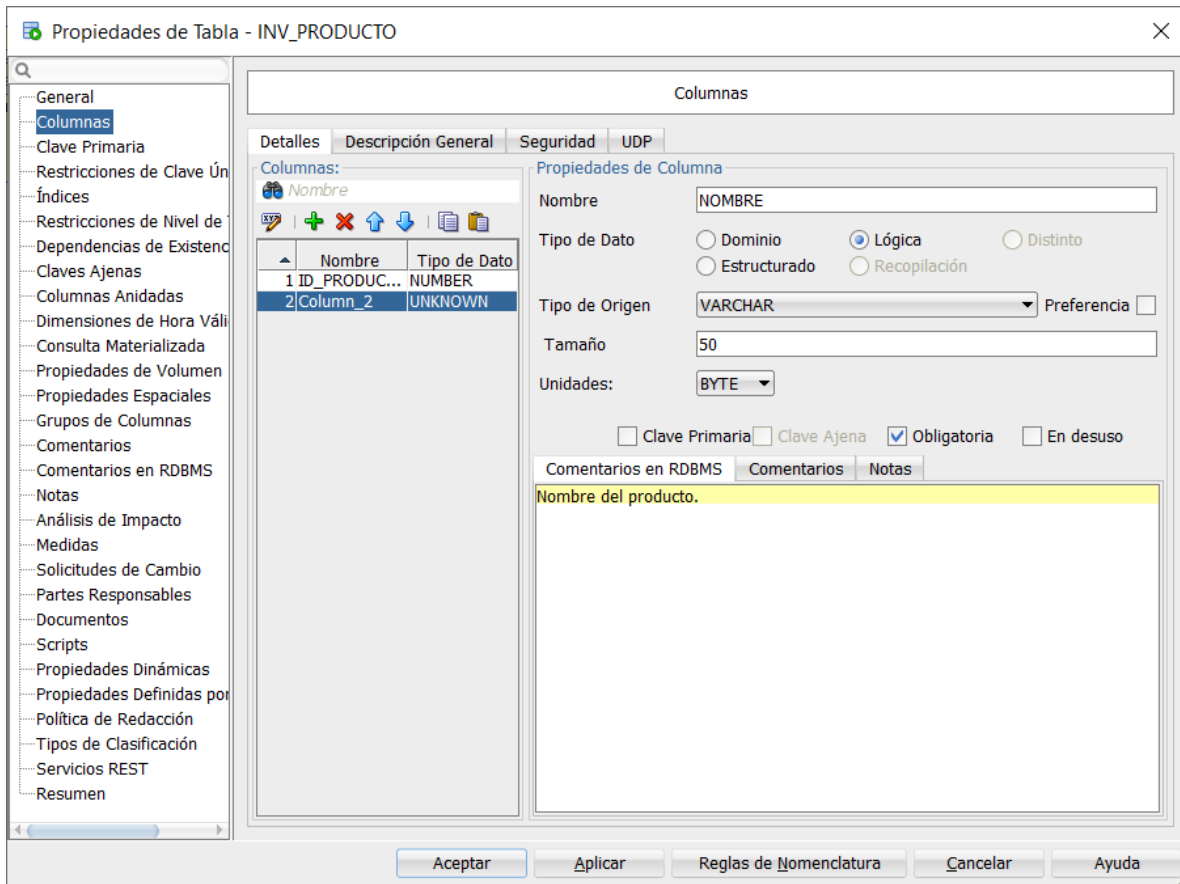 Propiedades de Tabla - INV_PRODUCTO
General
Columnas
Clave Primaria
Restricciones de Clave Ún
Índices
Restricciones de Nivel de
Dependencias de Existenc
Claves Ajenas
Columnas Anidadas
Dimensiones de Hora Váli
Consulta Materializada
Propiedades de Volumen
Propiedades Espaciales
Grupos de Columnas
Comentarios
Comentarios en RDBMS
Notas
Análisis de Impacto
Medidas
Solicitudes de Cambio
Partes Responsables
Documentos
Scripts
Propiedades Dinámicas
Propiedades Definidas por
Política de Redacción
Tipos de Clasificación
Servicios REST
Resumen
Columnas
Detalles Descripción General Seguridad UDP
Columnas:
Nombre
Nombre Tipo de Dato
1 ID_PRODUC... NUMBER
2 Column_2 UNKNOWN
Propiedades de Columna
Nombre NOMBRE
Tipo de Dato Dominio Lógica Distinto
Estructurado Recopilación
Tipo de Origen VARCHAR Preferencia
Tamaño 50
Unidades: BYTE
Clave Primaria Clave Ajena Obligatoria En desuso
Comentarios en RDBMS Comentarios Notas
Nombre del producto.
Aceptar Aplicar Reglas de Nomenclatura Cancelar Ayuda